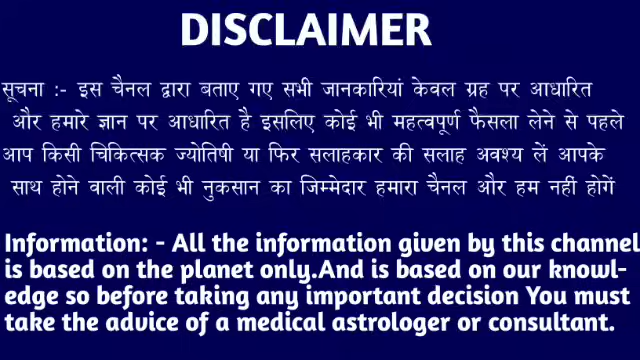 DISCLAIMER
सूचना :- इस चैनल द्वारा बताए गए सभी जानकारियां केवल ग्रह पर आधारित
और हमारे ज्ञान पर आधारित है इसलिए कोई भी महत्वपूर्ण फैसला लेने से पहले
आप किसी चिकित्सक ज्योतिषी या फिर सलाहकार की सलाह अवश्य लें आपके
साथ होने वाली कोई भी नुकसान का जिम्मेदार हमारा चैनल और हम नहीं होगें
Information: - All the information given by this channel
is based on the planet only.And is based on our knowl-
edge so before taking any important decision You must
take the advice of a medical astrologer or consultant.